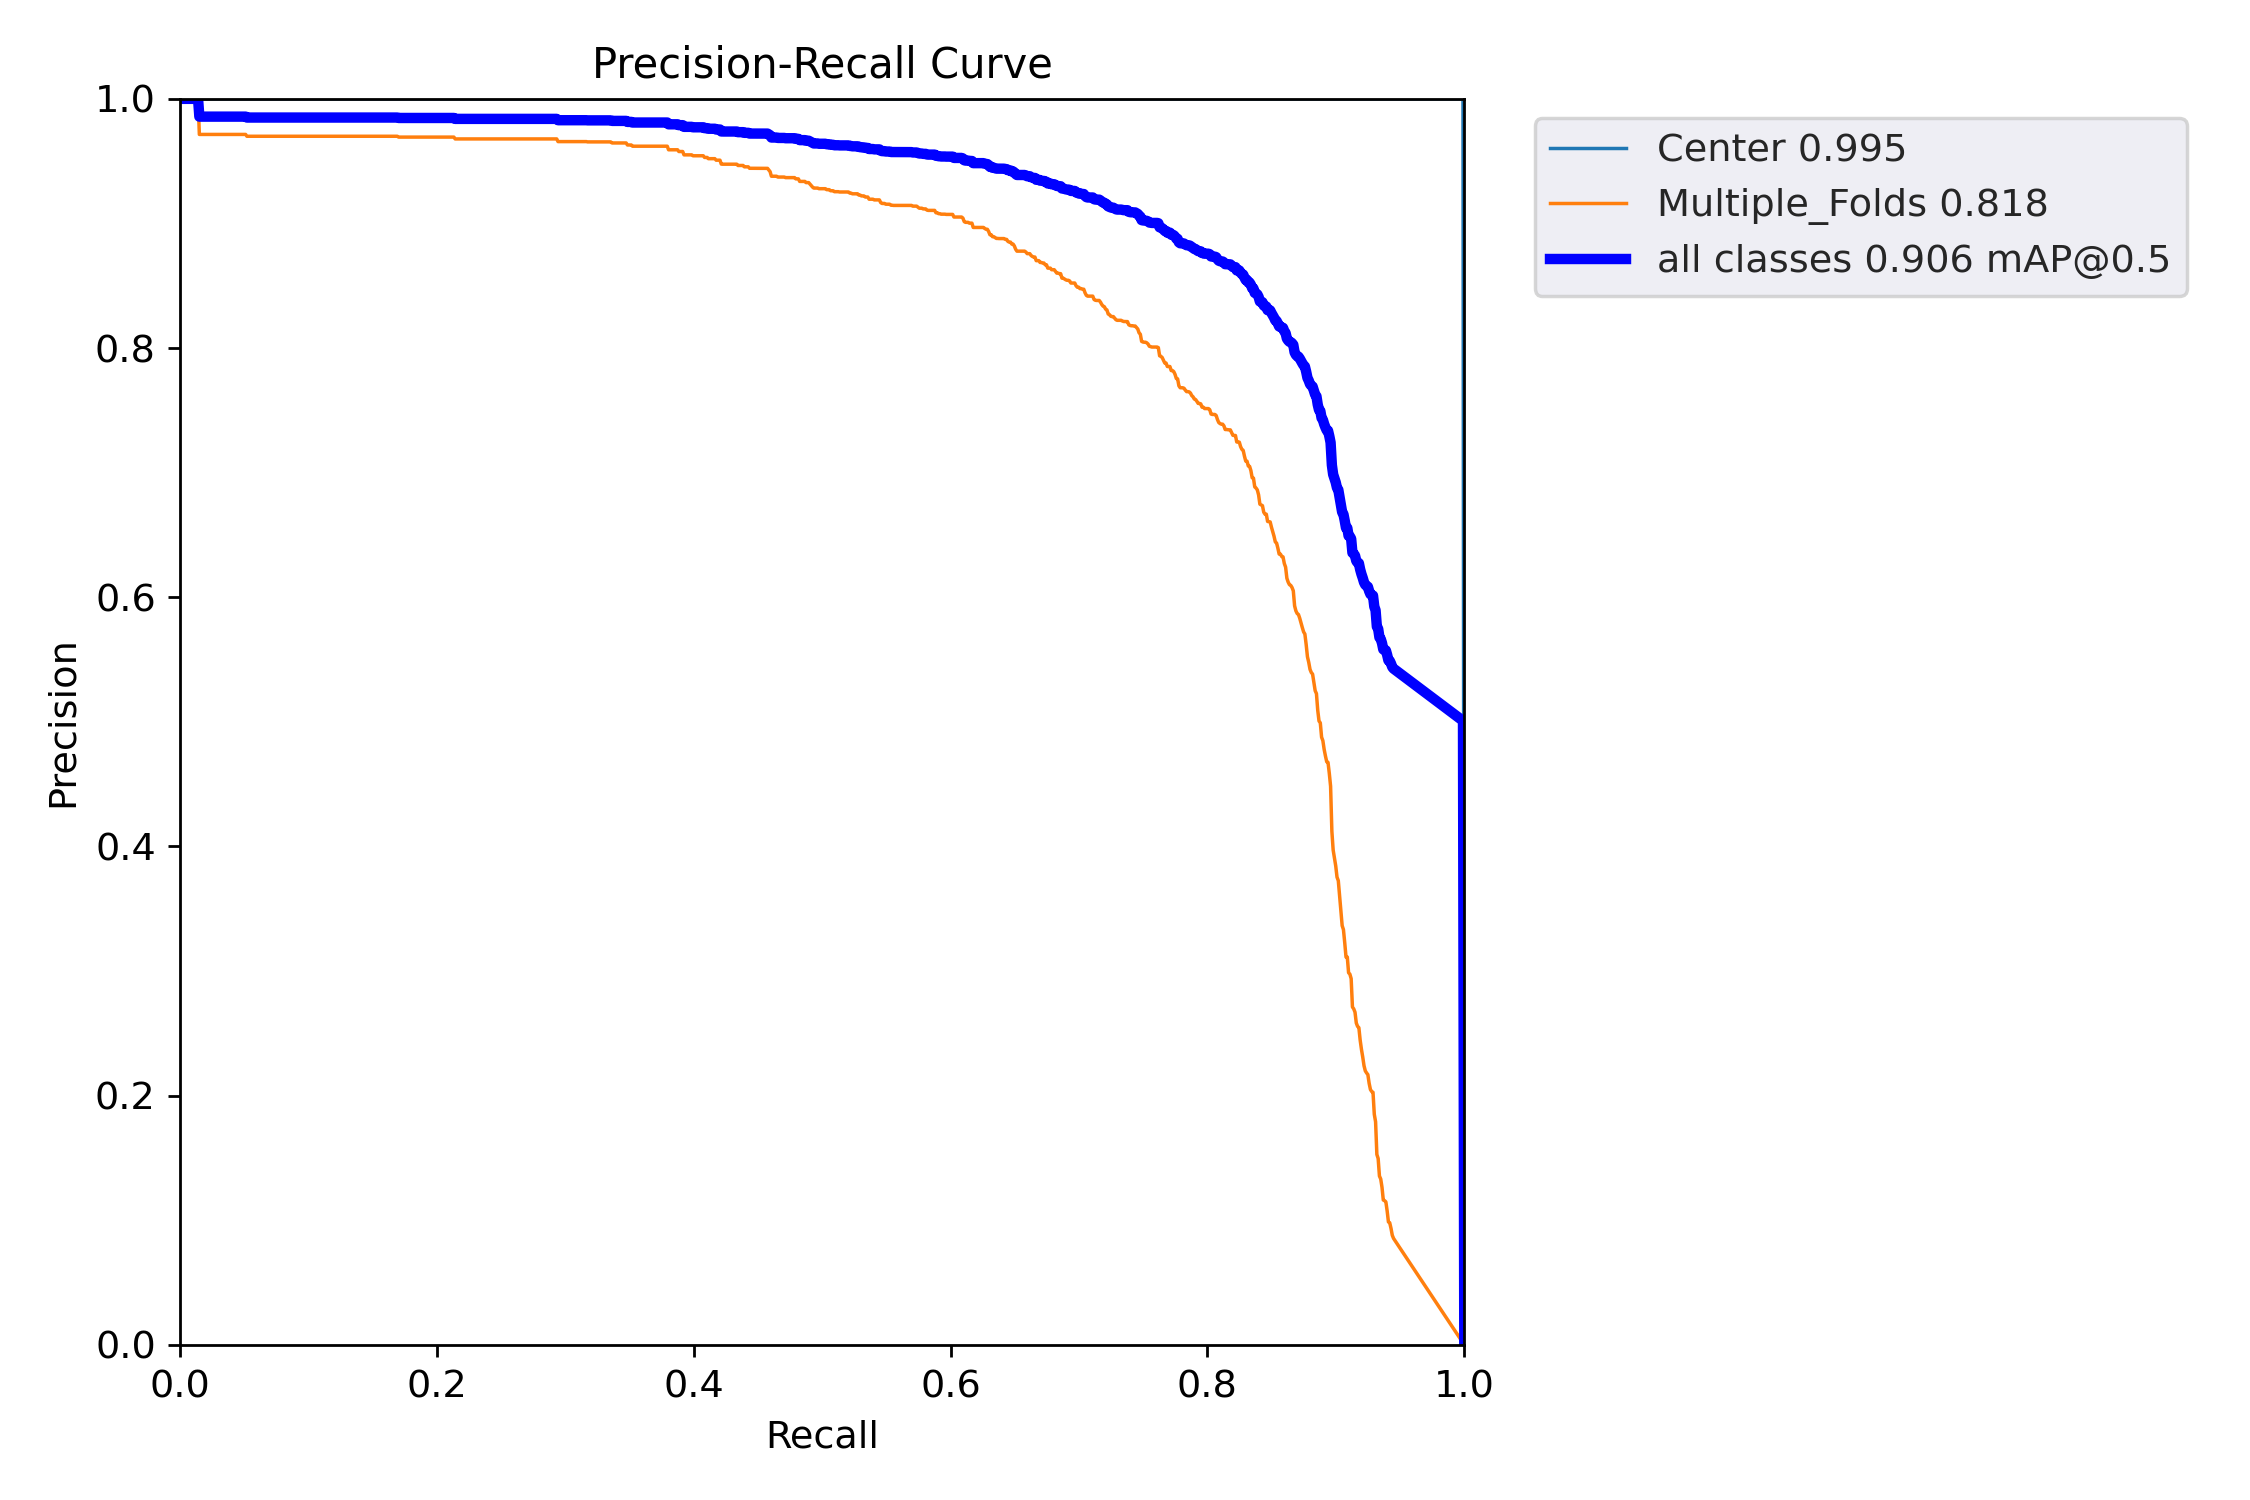 Precision-Recall Curve
1.0
0.8
0.6
0.4
0.2
0.0
Precision
0.0 0.2 0.4 0.6 0.8 1.0
Recall
Center 0.995
Multiple_Folds 0.818
all classes 0.906 mAP@0.5